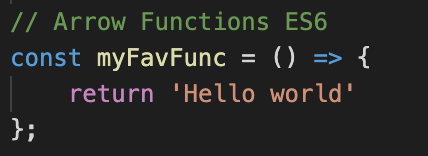 // Arrow Functions ES6
const myFavFunc = () => {
    return 'Hello world'
};